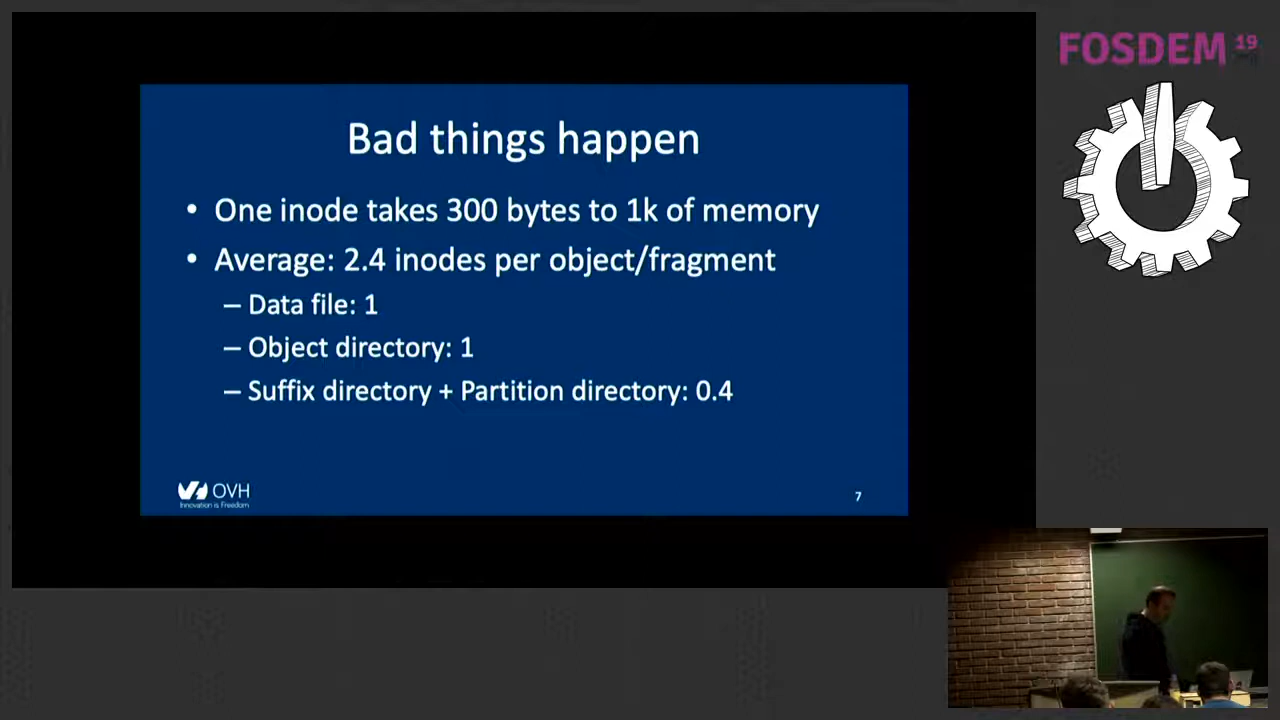 FOSDEM 19
Bad things happen
• One inode takes 300 bytes to 1k of memory
• Average: 2.4 inodes per object/fragment
– Data file: 1
– Object directory: 1
– Suffix directory + Partition directory: 0.4
OVH
Innovation is Freedom
7